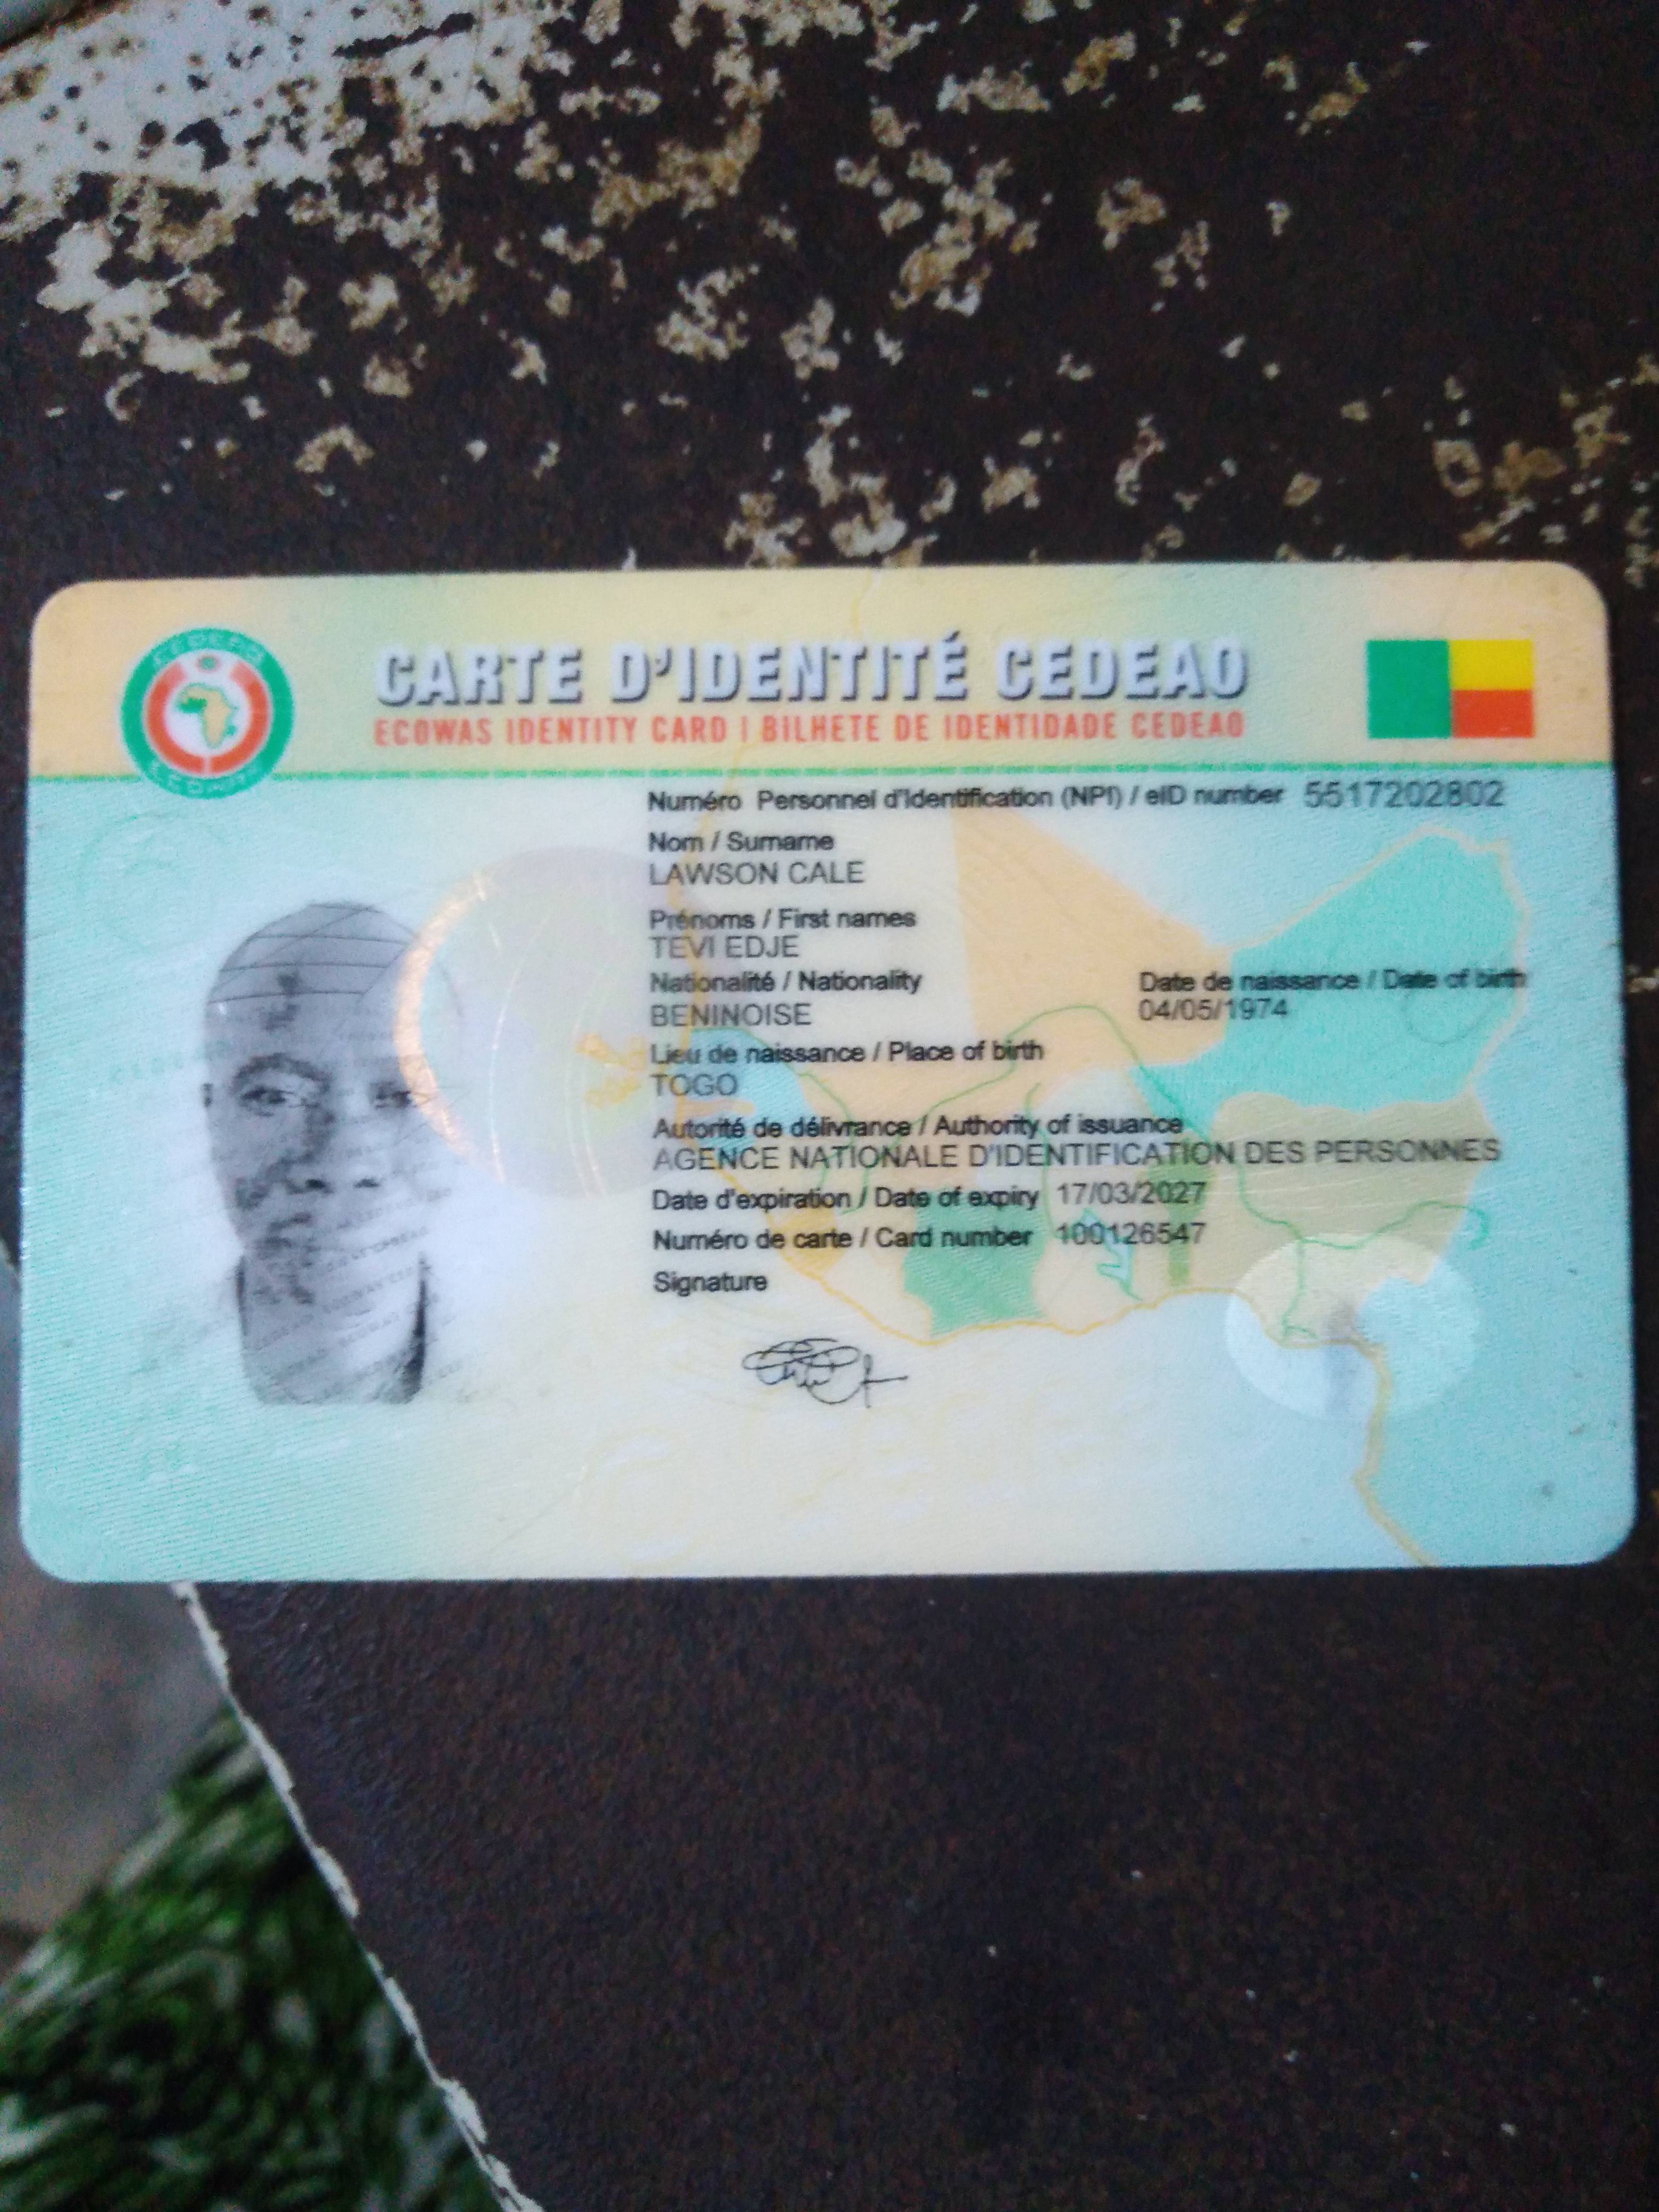 CEDEAO
ECOWAS
CARTE D'IDENTITÉ CEDEAO
ECOWAS IDENTITY CARD | BILHETE DE IDENTIDADE CEDEAO
Numéro Personnel d'Identification (NPI) / eID number 5517202802
Nom / Surname
LAWSON CALE
Prénoms / First names
TEVI EDJE
Nationalité / Nationality Date de naissance / Date of birth
BENINOISE 04/05/1974
Lieu de naissance / Place of birth
TOGO
Autorité de délivrance / Authority of issuance
AGENCE NATIONALE D'IDENTIFICATION DES PERSONNES
Date d'expiration / Date of expiry 17/03/2027
Numéro de carte / Card number 100126547
Signature